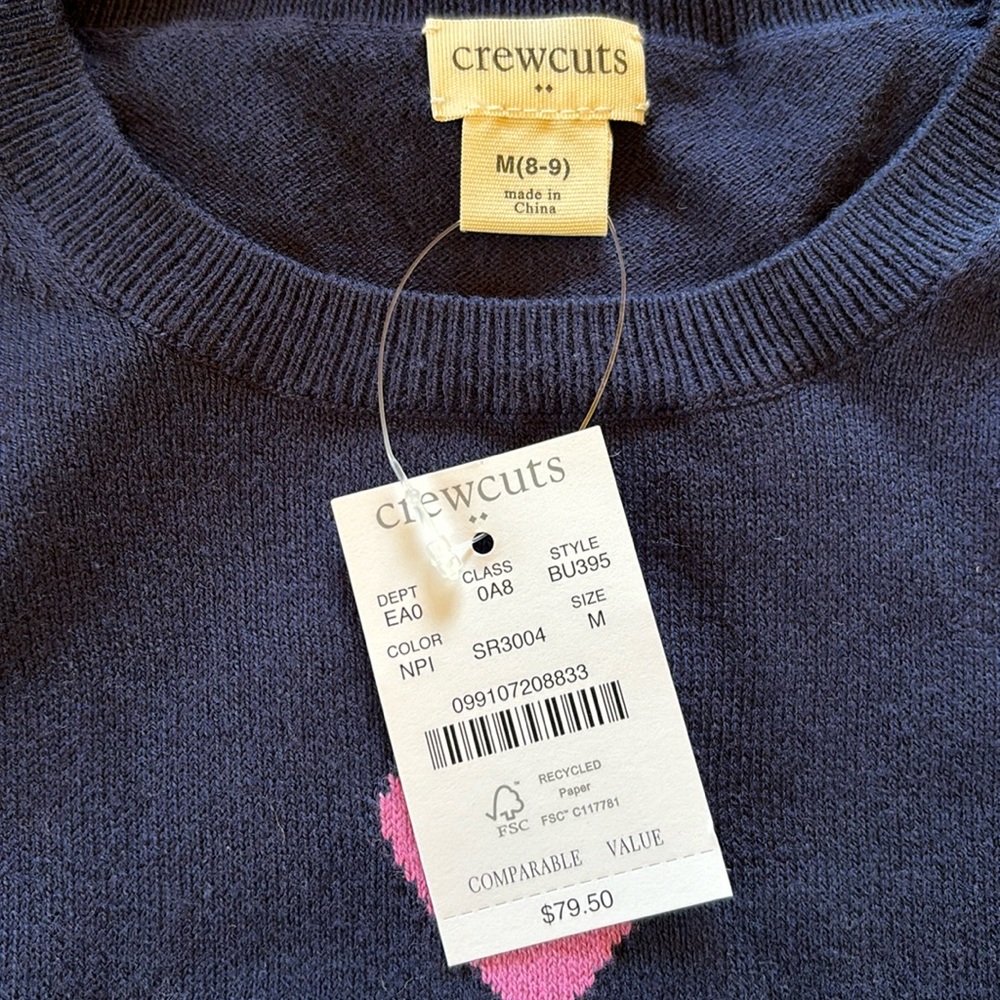 crewcuts
M(8-9)
made in
China
crewcuts
DEPT CLASS STYLE
EA0 0A8 BU395
COLOR SIZE
NPI SR3004 M
099107208833
RECYCLED
Paper
FSC™ C117781
FSC™
COMPARABLE VALUE
$79.50